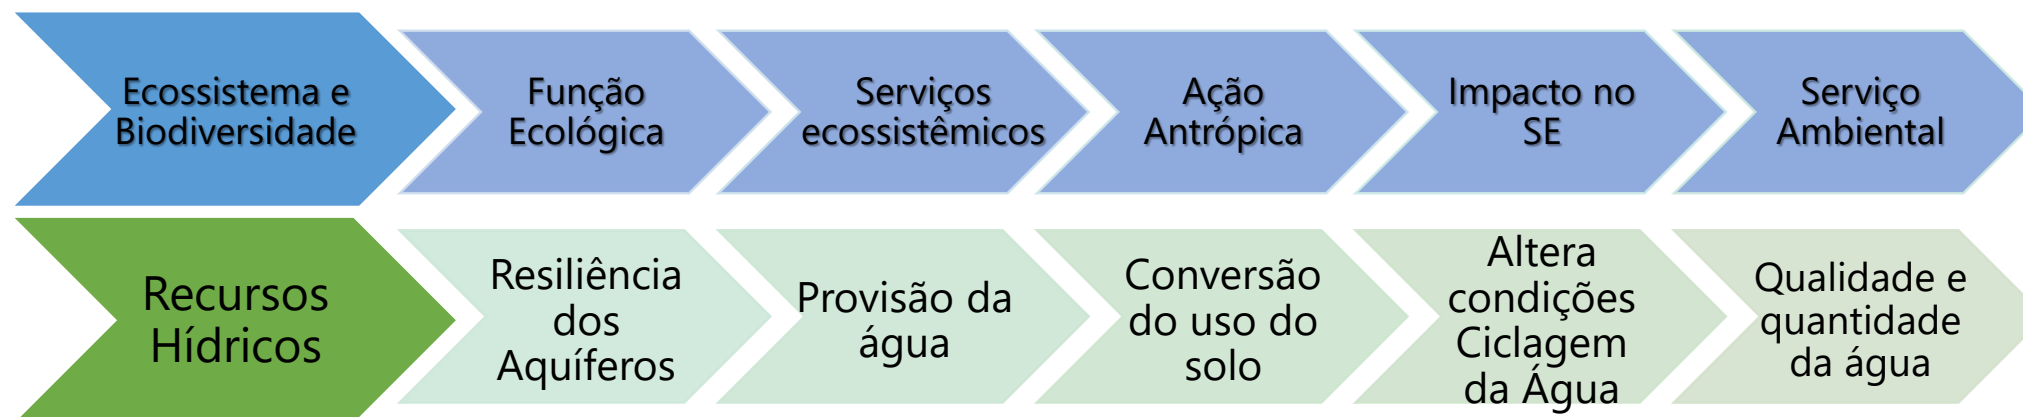 Ecossistema e
Biodiversidade
Função
Ecológica
Serviços
ecossistêmicos
Ação
Antrópica
Impacto no
SE
Serviço
Ambiental
Recursos
Hídricos
Resiliência
dos
Aquíferos
Provisão da
água
Conversão
do uso do
solo
Altera
condições
Ciclagem
da Água
Qualidade e
quantidade
da água